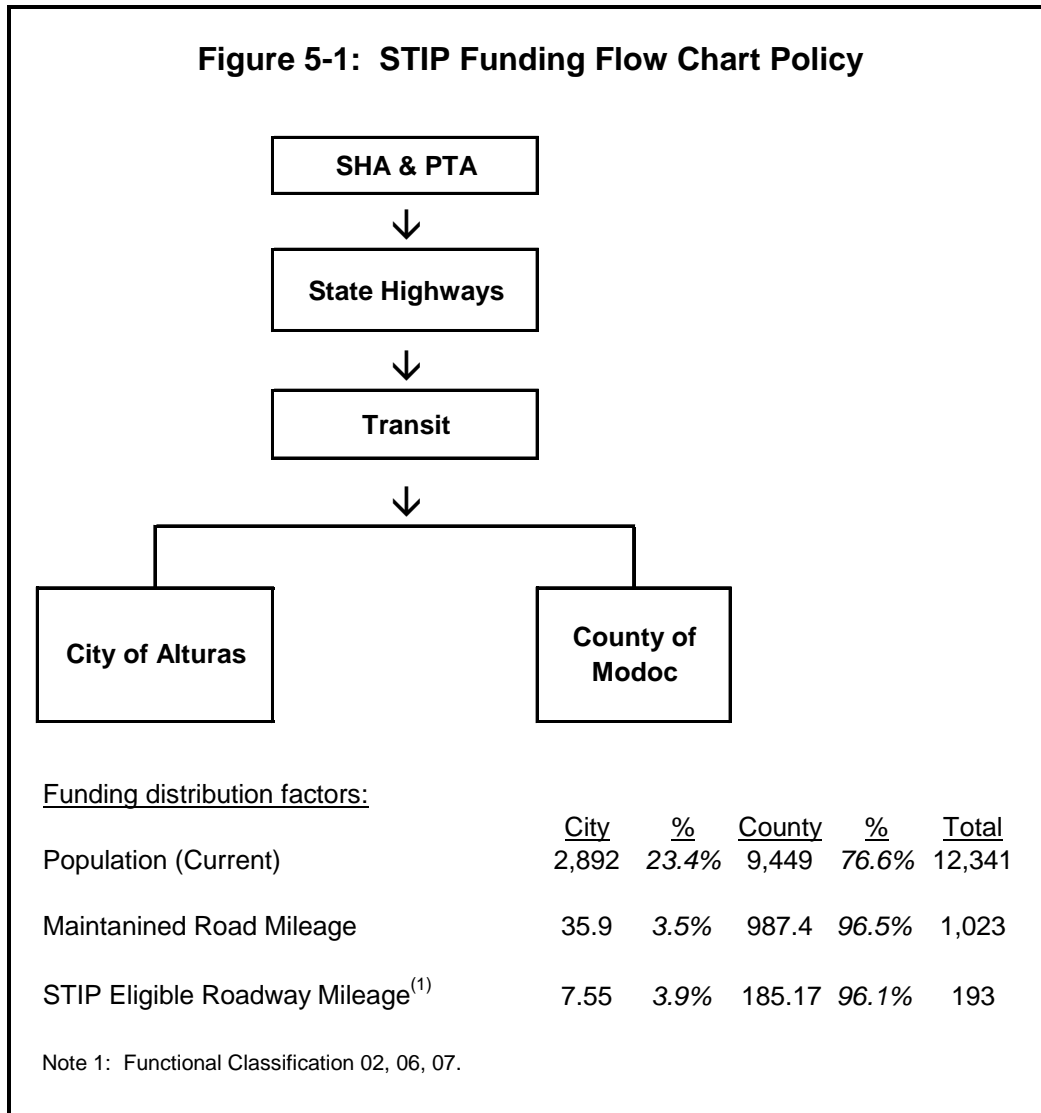 Figure 5-1:  STIP Funding Flow Chart Policy
SHA & PTA
State Highways
Transit
City of Alturas
County of
Modoc
Funding distribution factors:
City % County % Total
Population (Current) 2,892 23.4% 9,449 76.6% 12,341
Maintanined Road Mileage 35.9 3.5% 987.4 96.5% 1,023
STIP Eligible Roadway Mileage(1) 7.55 3.9% 185.17 96.1% 193
Note 1:  Functional Classification 02, 06, 07.